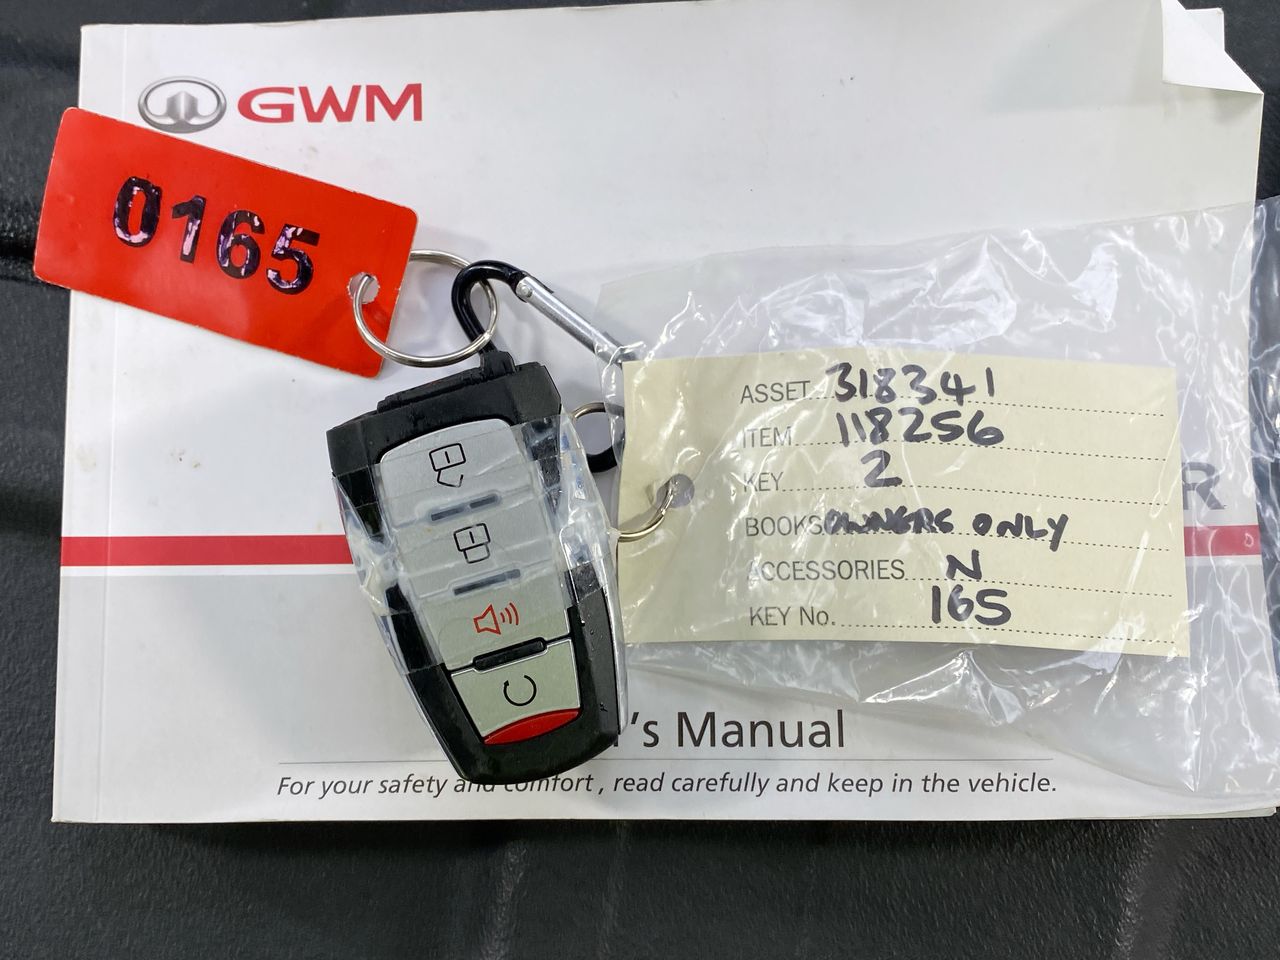 GWM
0165
ASSET 318341
ITEM 118256
KEY 2
BOOKS OWNERS ONLY
ACCESSORIES N
KEY No. 165
R
's Manual
For your safety and comfort, read carefully and keep in the vehicle.